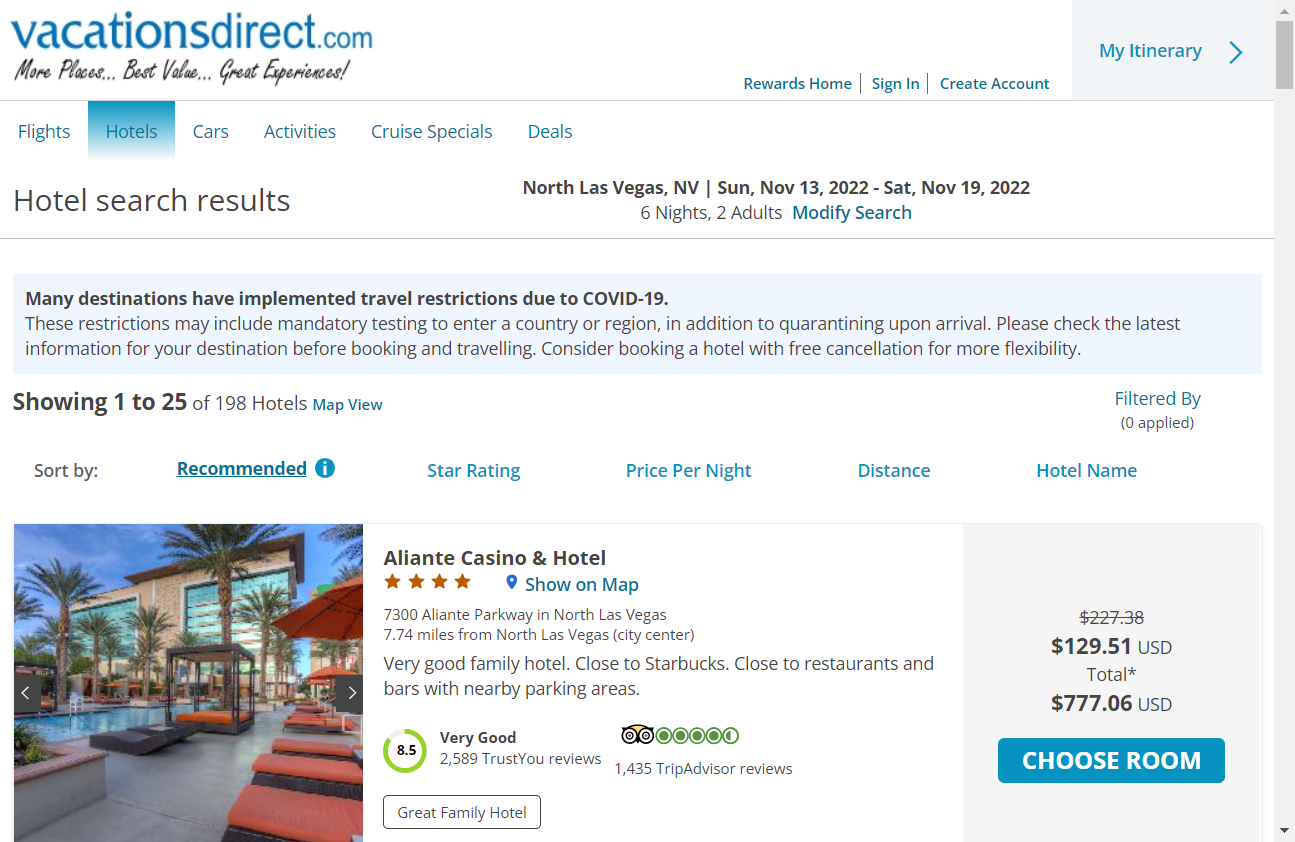 vacationsdirect.com
More Places... Best Value... Great Experiences!
My Itinerary
Rewards Home
Sign In
Create Account
Flights
Hotels
Cars
Activities
Cruise Specials
Deals
Hotel search results
North Las Vegas, NV | Sun, Nov 13, 2022 - Sat, Nov 19, 2022
6 Nights, 2 Adults Modify Search
Many destinations have implemented travel restrictions due to COVID-19.
These restrictions may include mandatory testing to enter a country or region, in addition to quarantining upon arrival. Please check the latest
information for your destination before booking and travelling. Consider booking a hotel with free cancellation for more flexibility.
Showing 1 to 25 of 198 Hotels Map View
Filtered By
(0 applied)
Sort by:
Recommended
Star Rating
Price Per Night
Distance
Hotel Name
Aliante Casino & Hotel
Show on Map
7300 Aliante Parkway in North Las Vegas
7.74 miles from North Las Vegas (city center)
Very good family hotel. Close to Starbucks. Close to restaurants and
bars with nearby parking areas.
8.5
Very Good
2,589 TrustYou reviews
1,435 TripAdvisor reviews
Great Family Hotel
$227.38
$129.51 USD
Total*
$777.06 USD
CHOOSE ROOM